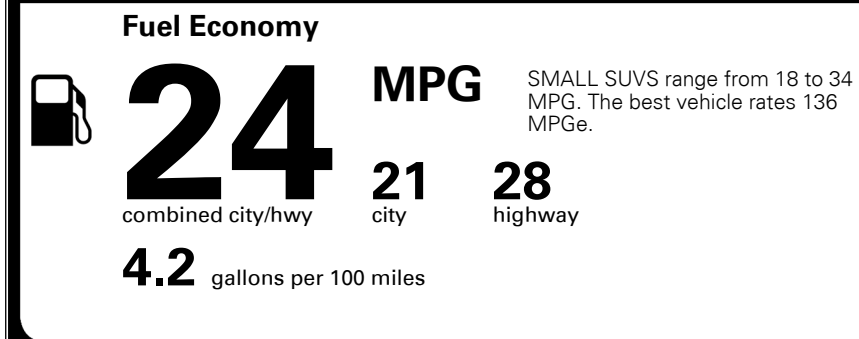 Fuel Economy
24 MPG
SMALL SUVS range from 18 to 34
MPG. The best vehicle rates 136
MPGe.
combined city/hwy
21
city
28
highway
4.2 gallons per 100 miles